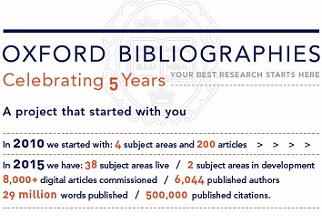 OXFORD BIBLIOGRAPHIES
Celebrating 5 Years YOUR BEST RESEARCH STARTS HERE
A project that started with you
In 2010 we started with: 4 subject areas and 200 articles > > > >
In 2015 we have: 38 subject areas live / 2 subject areas in development
8,000+ digital articles commissioned / 6,044 published authors
29 million words published / 500,000 published citations.